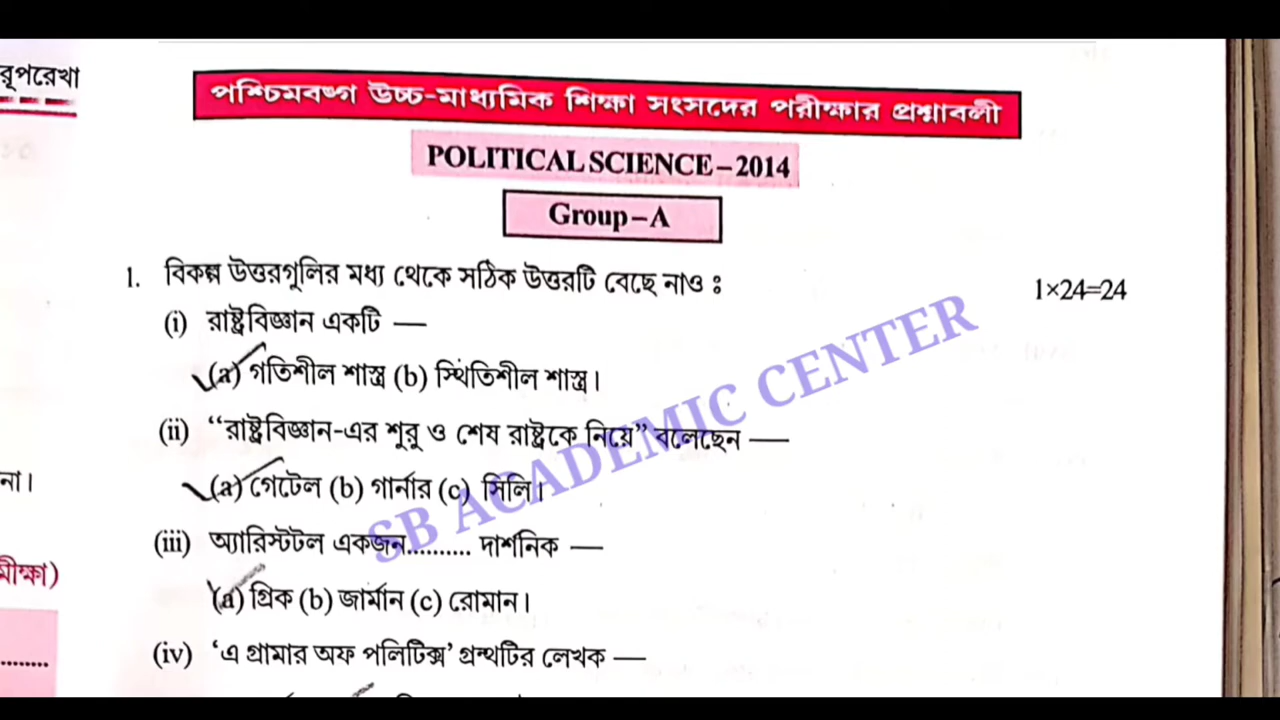 রূপরেখা
পশ্চিমবঙ্গ উচ্চ-মাধ্যমিক শিক্ষা সংসদের পরীক্ষার প্রশ্নাবলী
POLITICAL SCIENCE–2014
Group–A
1. বিকল্প উত্তরগুলির মধ্য থেকে সঠিক উত্তরটি বেছে নাও ঃ 1×24=24
(i) রাষ্ট্রবিজ্ঞান একটি —
(a) গতিশীল শাস্ত্র (b) স্থিতিশীল শাস্ত্র।
(ii) “রাষ্ট্রবিজ্ঞান-এর শুরু ও শেষ রাষ্ট্রকে নিয়ে” বলেছেন —
(a) গেটেল (b) গার্নার (c) সিলি।
না।
(iii) অ্যারিস্টটল একজন.......... দার্শনিক —
(a) গ্রিক (b) জার্মান (c) রোমান।
(iv) ‘এ গ্রামার অফ পলিটিক্স’ গ্রন্থটির লেখক —
SB ACADEMIC CENTER